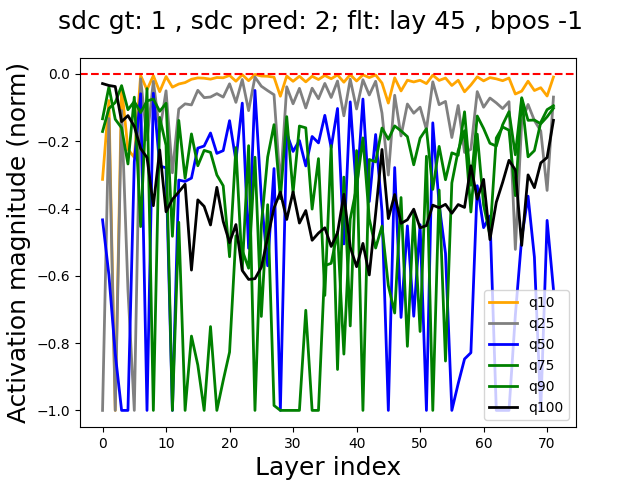 sdc gt: 1 , sdc pred: 2; flt: lay 45 , bpos -1
Activation magnitude (norm)
0.0
−0.2
−0.4
−0.6
−0.8
−1.0
q10
q25
q50
q75
q90
q100
0 10 20 30 40 50 60 70
Layer index